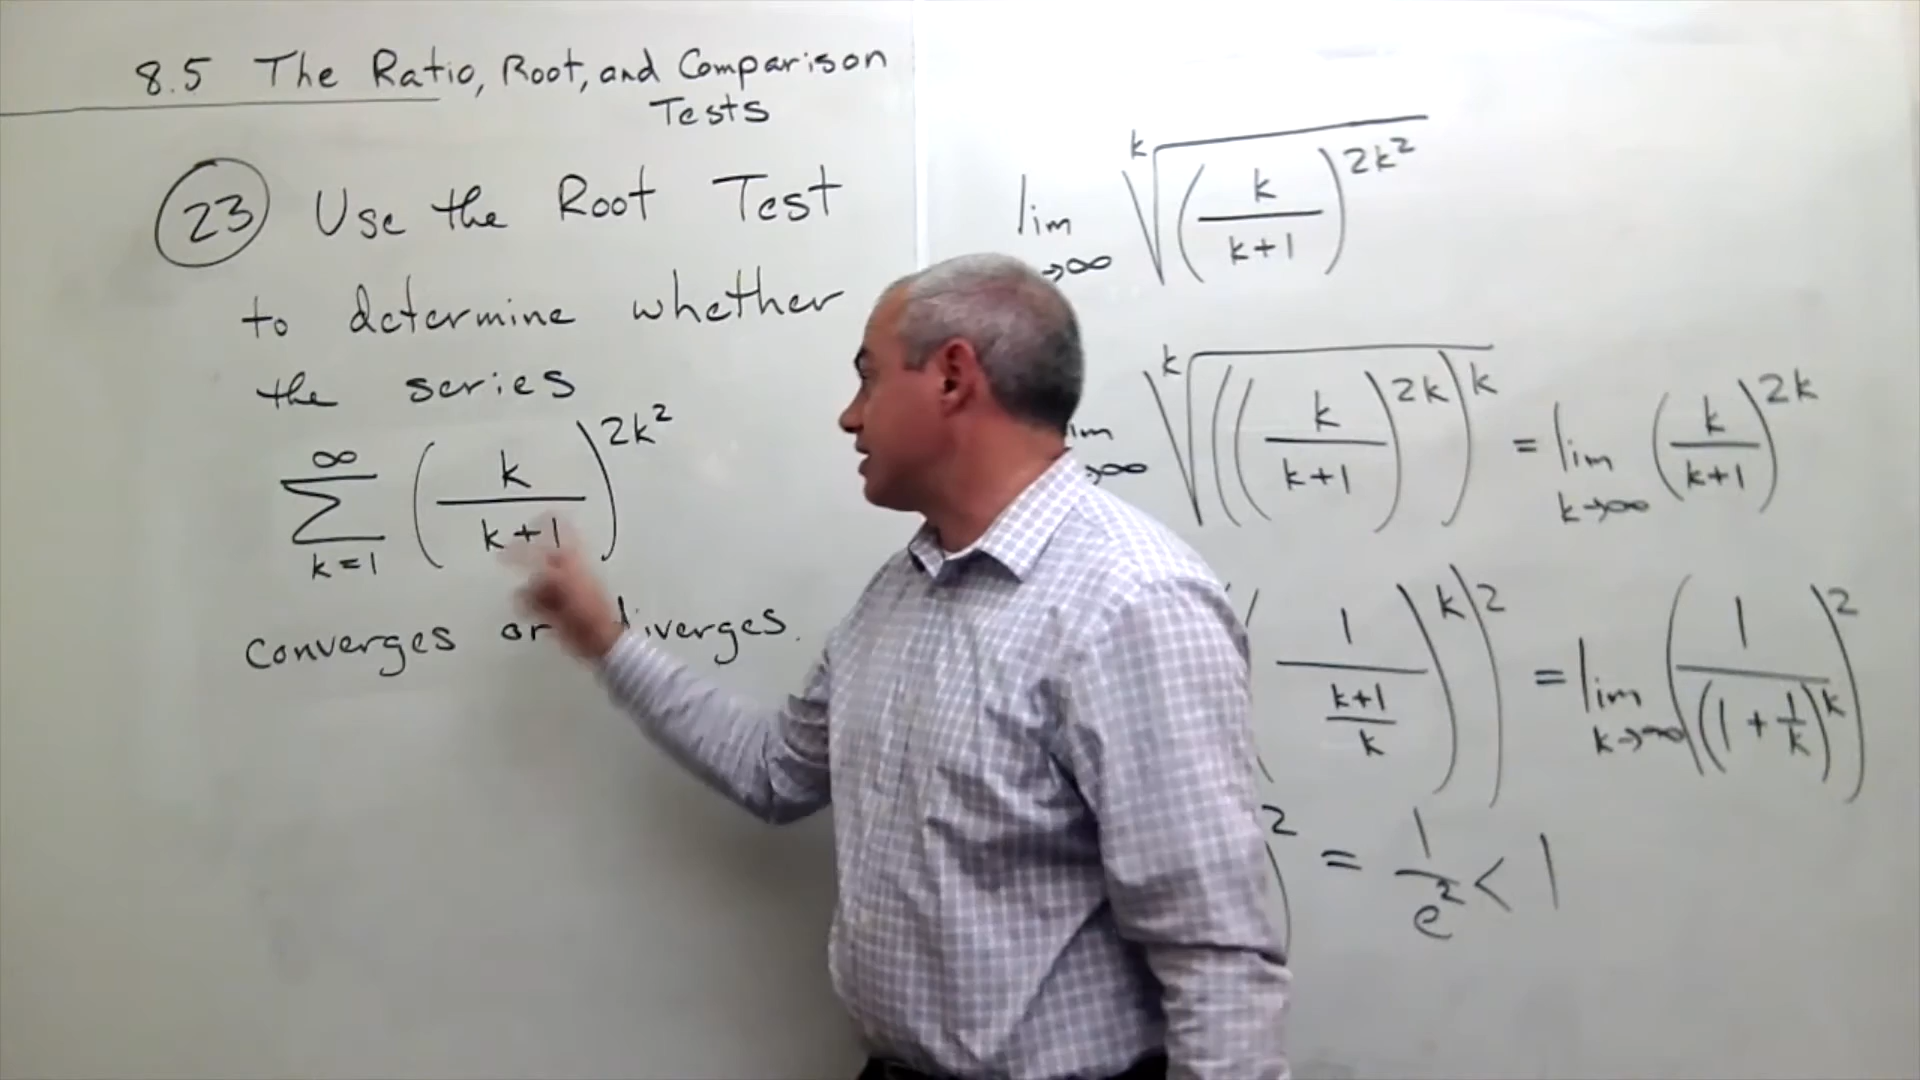 8.5 The Ratio, Root, and Comparison
Tests
23 Use the Root Test
to determine whether
the series
∞ ∑ k=1 (k/(k+1))^2k²
converges or diverges.
lim →∞ ᵏ√(k/(k+1))^2k²
im →∞ ᵏ√(((k/(k+1))^2k)^k = lim k→∞ (k/(k+1))^2k
(1/((k+1)/k))^k)^2 = lim k→∞ (1/((1+1/k)^k))^2
)^2 = 1/e² < 1